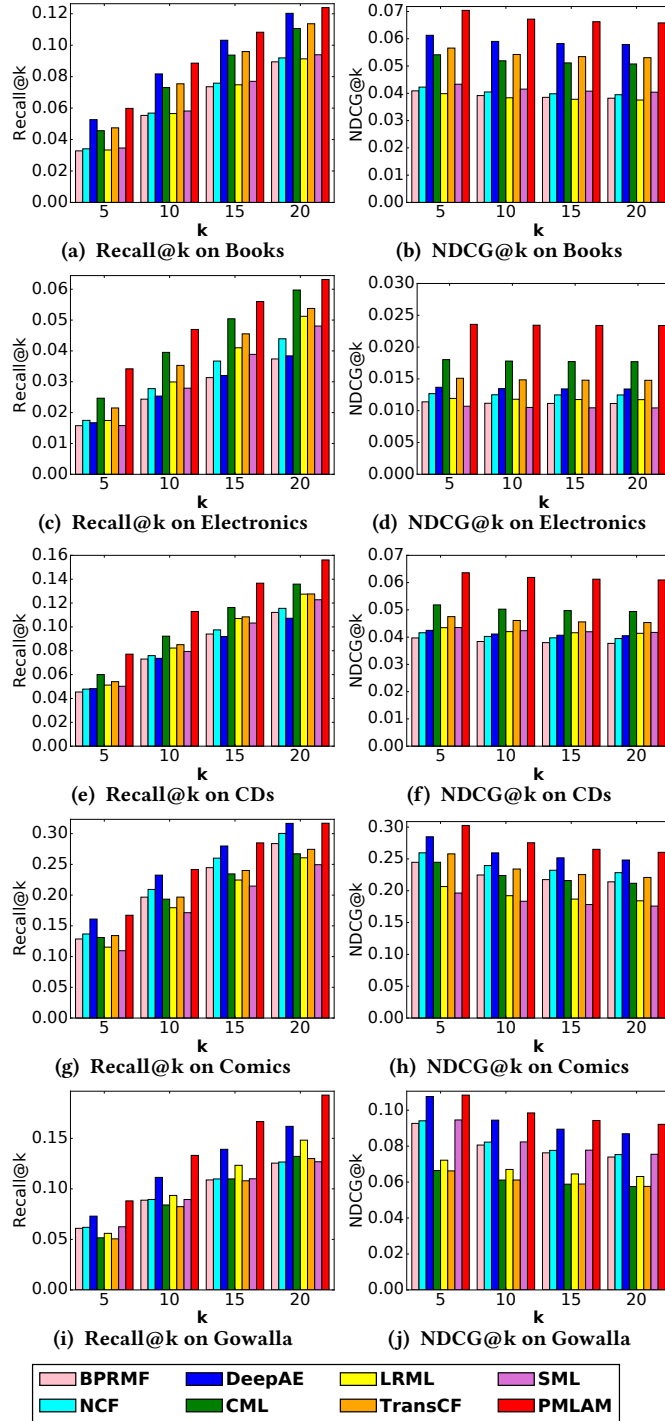 0.12
0.10
0.08
0.06
0.04
0.02
0.00
Recall@k
5 10 15 20
k
(a) Recall@k on Books
0.07
0.06
0.05
0.04
0.03
0.02
0.01
0.00
NDCG@k
5 10 15 20
k
(b) NDCG@k on Books
0.06
0.05
0.04
0.03
0.02
0.01
0.00
Recall@k
5 10 15 20
k
(c) Recall@k on Electronics
0.030
0.025
0.020
0.015
0.010
0.005
0.000
NDCG@k
5 10 15 20
k
(d) NDCG@k on Electronics
0.16
0.14
0.12
0.10
0.08
0.06
0.04
0.02
0.00
Recall@k
5 10 15 20
k
(e) Recall@k on CDs
0.07
0.06
0.05
0.04
0.03
0.02
0.01
0.00
NDCG@k
5 10 15 20
k
(f) NDCG@k on CDs
0.30
0.25
0.20
0.15
0.10
0.05
0.00
Recall@k
5 10 15 20
k
(g) Recall@k on Comics
0.30
0.25
0.20
0.15
0.10
0.05
0.00
NDCG@k
5 10 15 20
k
(h) NDCG@k on Comics
0.15
0.10
0.05
0.00
Recall@k
5 10 15 20
k
(i) Recall@k on Gowalla
0.10
0.08
0.06
0.04
0.02
0.00
NDCG@k
5 10 15 20
k
(j) NDCG@k on Gowalla
BPRMF DeepAE LRML SML
NCF CML TransCF PMLAM